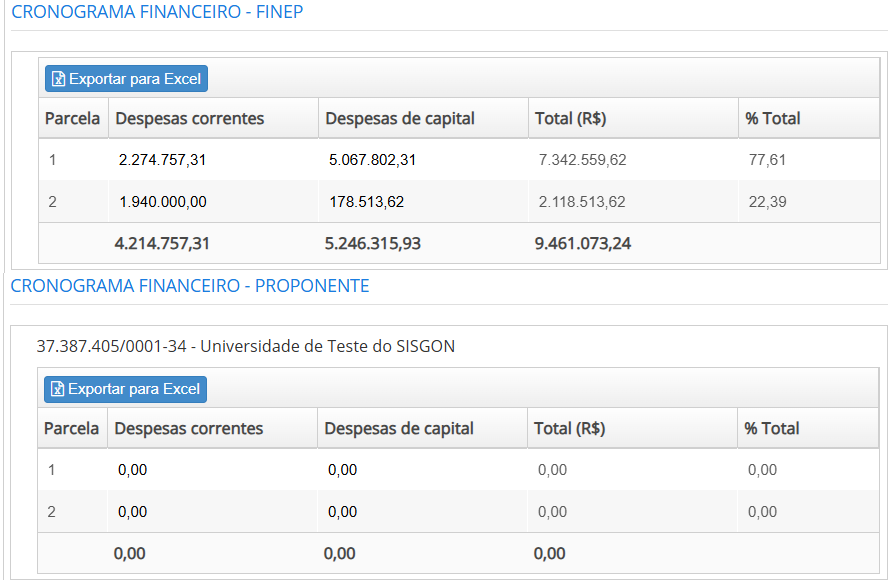 CRONOGRAMA FINANCEIRO - FINEP
Exportar para Excel
Parcela Despesas correntes Despesas de capital Total (R$) % Total
1 2.274.757,31 5.067.802,31 7.342.559,62 77,61
2 1.940.000,00 178.513,62 2.118.513,62 22,39
4.214.757,31 5.246.315,93 9.461.073,24
CRONOGRAMA FINANCEIRO - PROPONENTE
37.387.405/0001-34 - Universidade de Teste do SISGON
Exportar para Excel
Parcela Despesas correntes Despesas de capital Total (R$) % Total
1 0,00 0,00 0,00 0,00
2 0,00 0,00 0,00 0,00
0,00 0,00 0,00